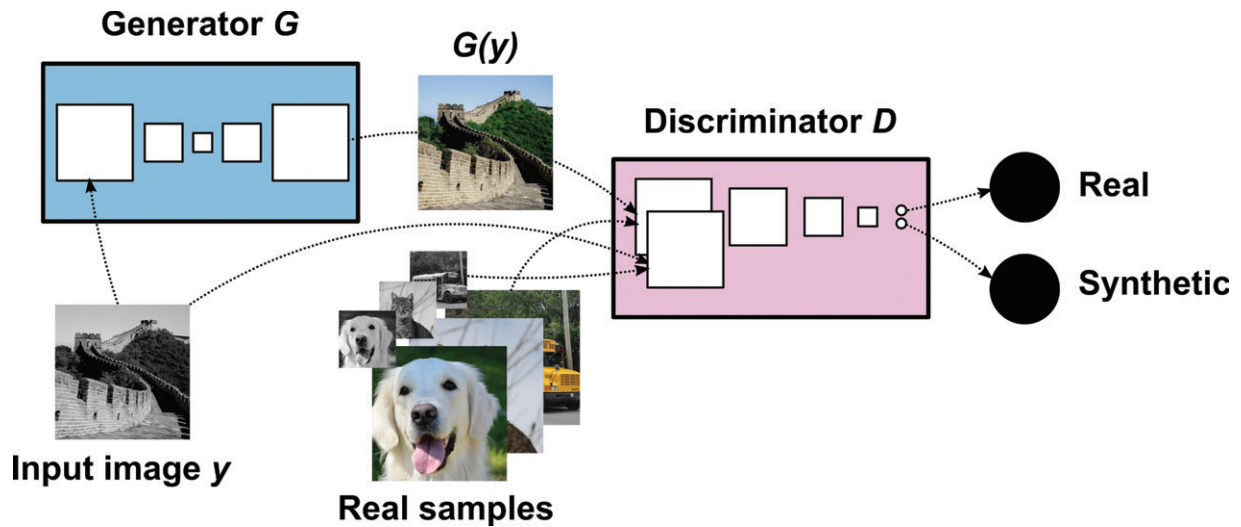 Generator G
G(y)
Discriminator D
Real
Synthetic
Input image y
Real samples